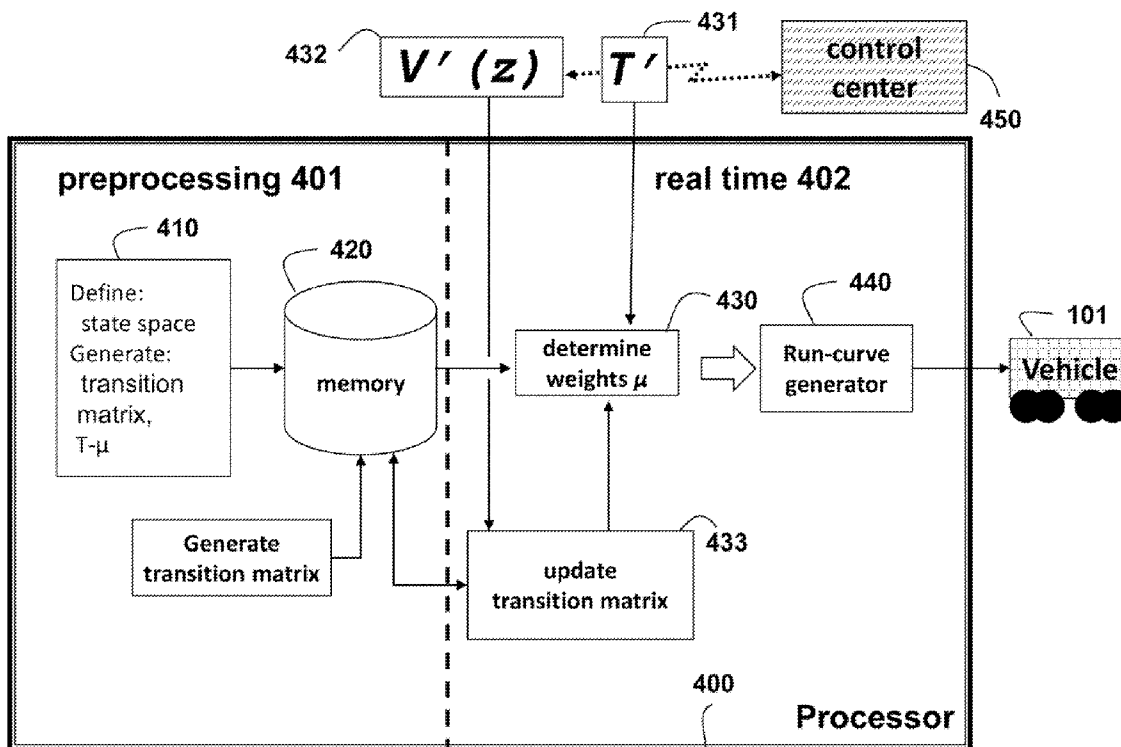 432
V' (z)
431
T'
control
center
450
preprocessing 401
real time 402
410
Define:
state space
Generate:
transition
matrix,
T-μ
420
memory
430
determine
weights μ
440
Run-curve
generator
101
Vehicle
Generate
transition matrix
433
update
transition matrix
400
Processor